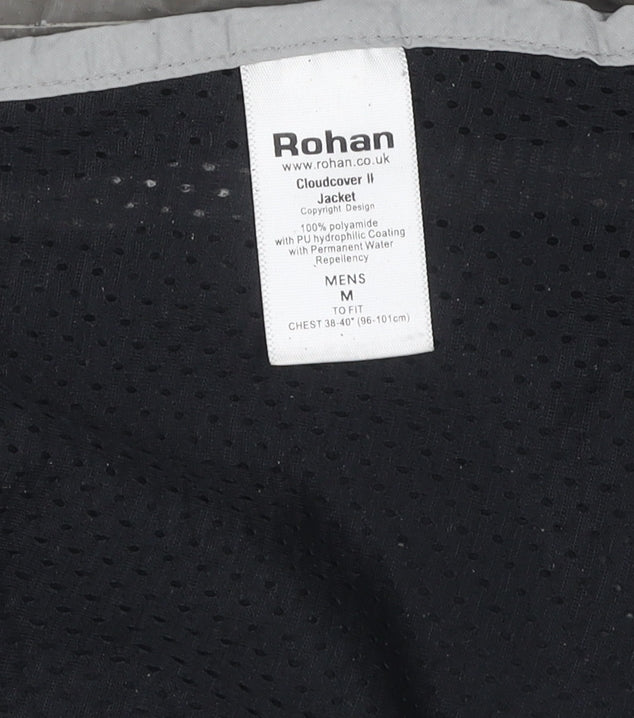 Rohan
www.rohan.co.uk
Cloudcover II
Jacket
Copyright Design
100% polyamide
with PU hydrophilic Coating
with Permanent Water
Repellency
MENS
M
TO FIT
CHEST 38-40" (96-101cm)